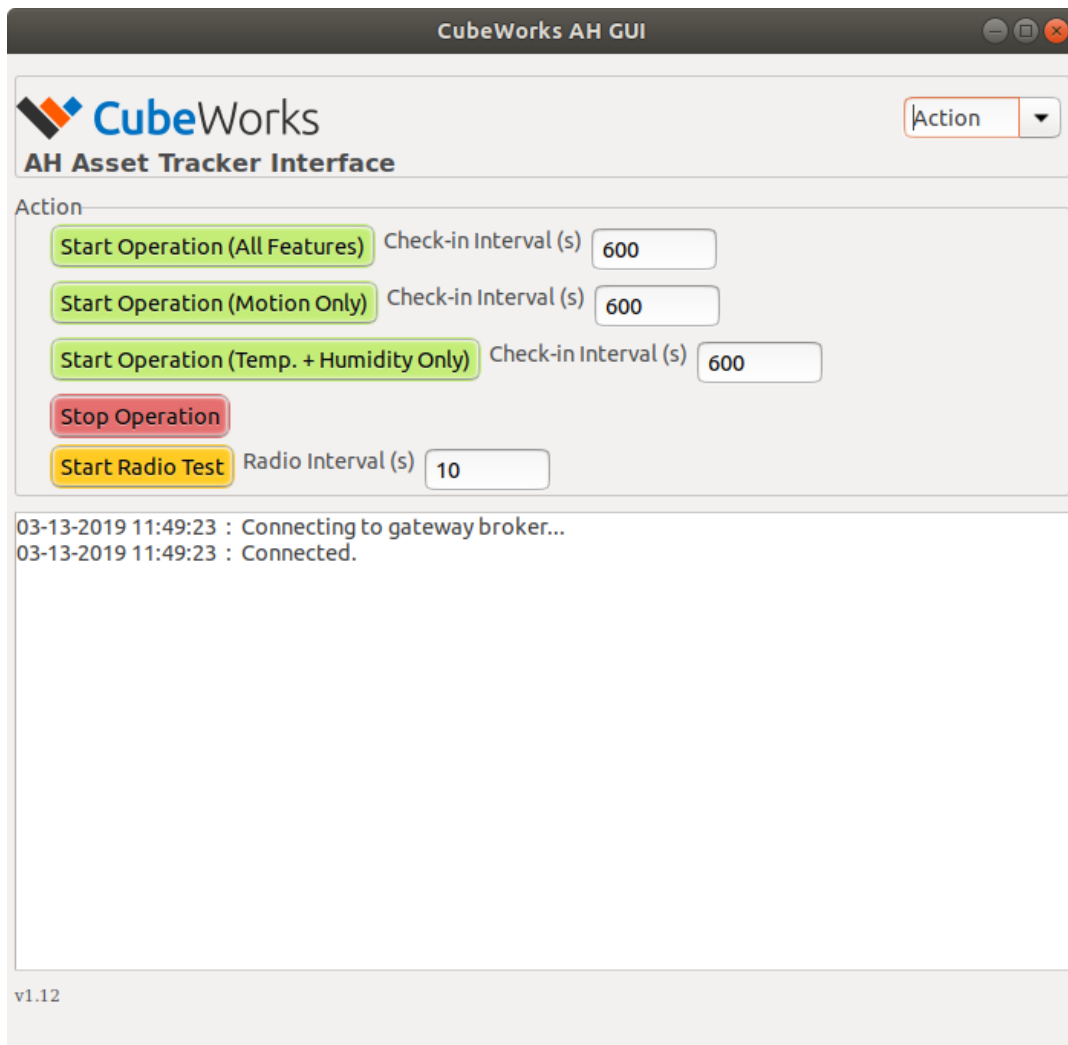 CubeWorks AH GUI
CubeWorks
Action
AH Asset Tracker Interface
Action
Start Operation (All Features) Check-in Interval (s) 600
Start Operation (Motion Only) Check-in Interval (s) 600
Start Operation (Temp. + Humidity Only) Check-in Interval (s) 600
Stop Operation
Start Radio Test Radio Interval (s) 10
03-13-2019 11:49:23 : Connecting to gateway broker...
03-13-2019 11:49:23 : Connected.
v1.12